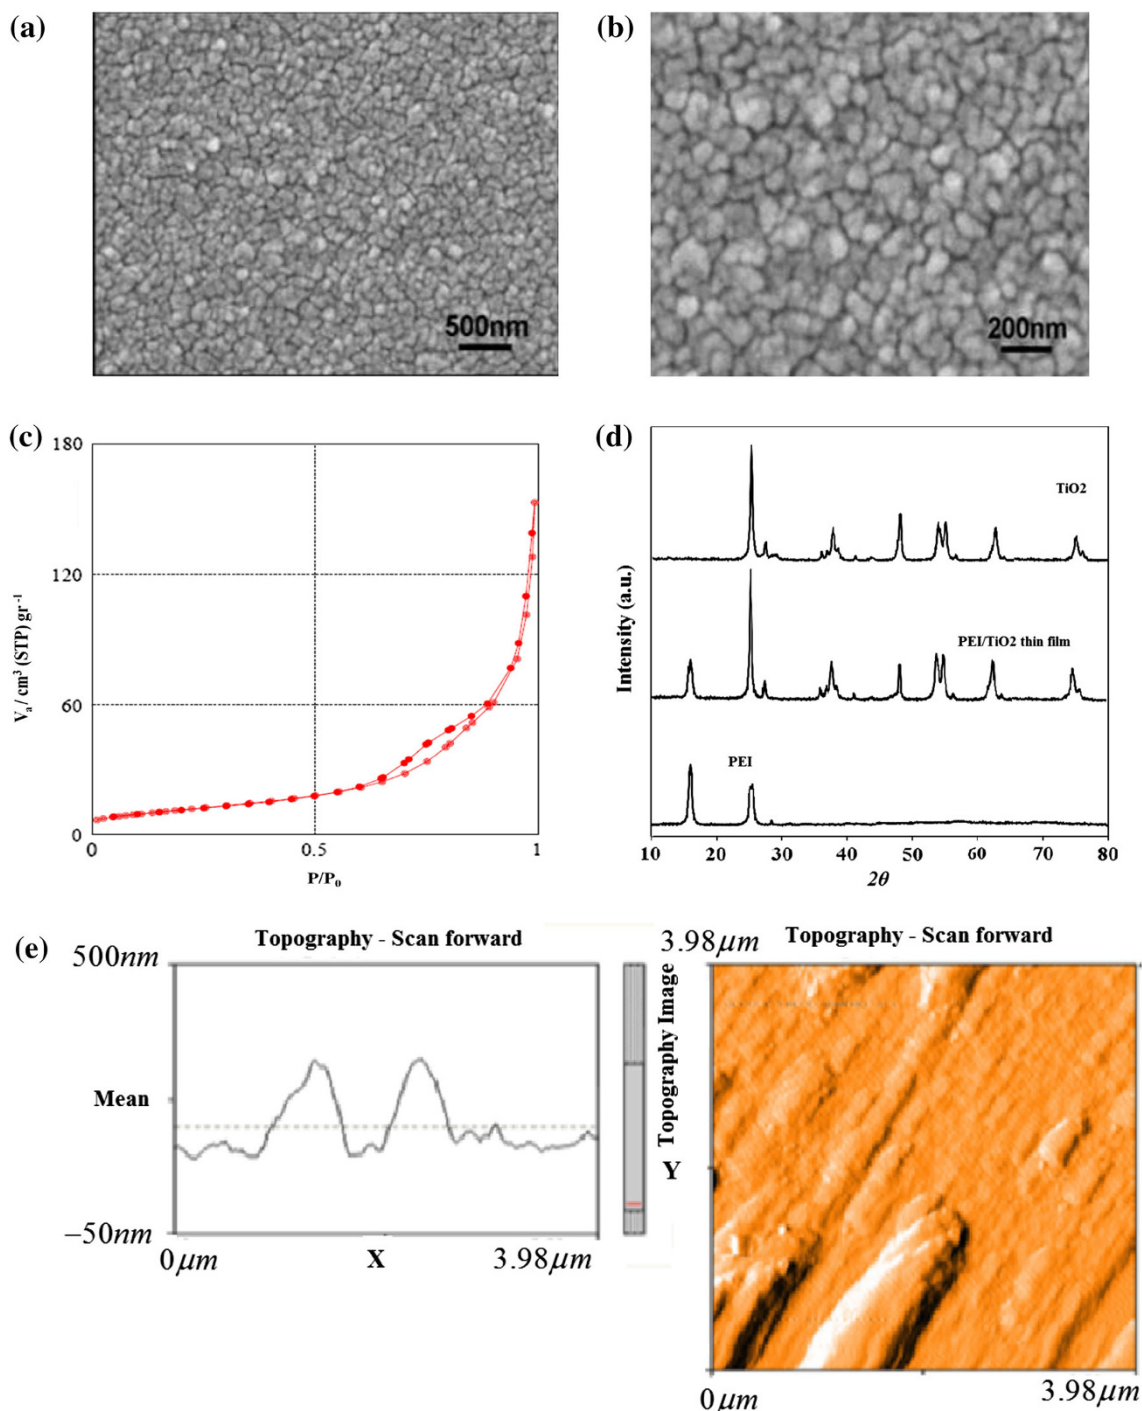 (a)
(b)
500nm
200nm
(c)
180
120
60
0
Vₐ / cm³ (STP) gr⁻¹
0
0.5
1
P/P₀
(d)
Intensity (a.u.)
TiO2
PEI/TiO2 thin film
PEI
10 20 30 40 50 60 70 80
2θ
(e)
Topography - Scan forward
500nm
Mean
−50nm
0μm
X
3.98μm
Topography - Scan forward
3.98μm
Topography Image
Y
0μm
3.98μm